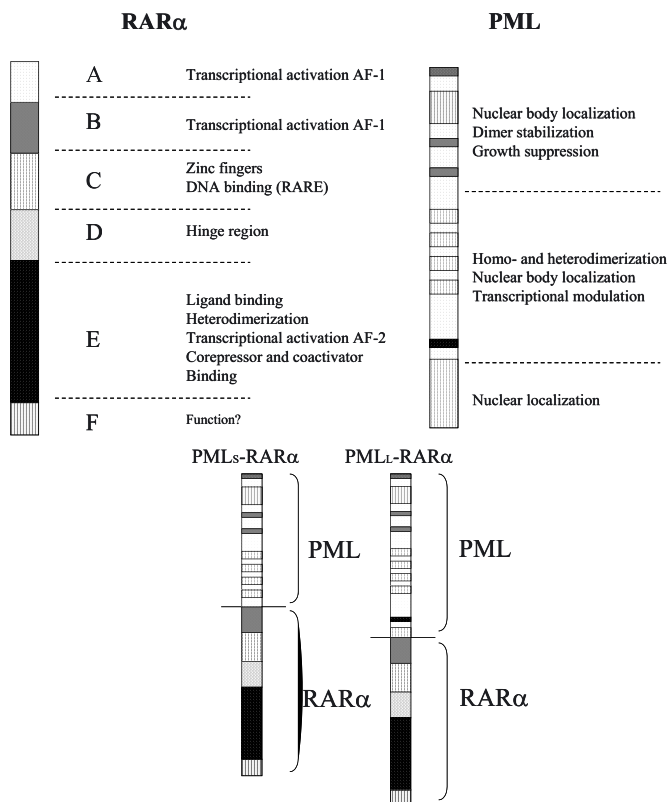 RARα
PML
A
Transcriptional activation AF-1
B
Transcriptional activation AF-1
C
Zinc fingers
DNA binding (RARE)
D
Hinge region
E
Ligand binding
Heterodimerization
Transcriptional activation AF-2
Corepressor and coactivator
Binding
F
Function?
Nuclear body localization
Dimer stabilization
Growth suppression
Homo- and heterodimerization
Nuclear body localization
Transcriptional modulation
Nuclear localization
PMLS-RARα
PMLL-RARα
PML
PML
RARα
RARα